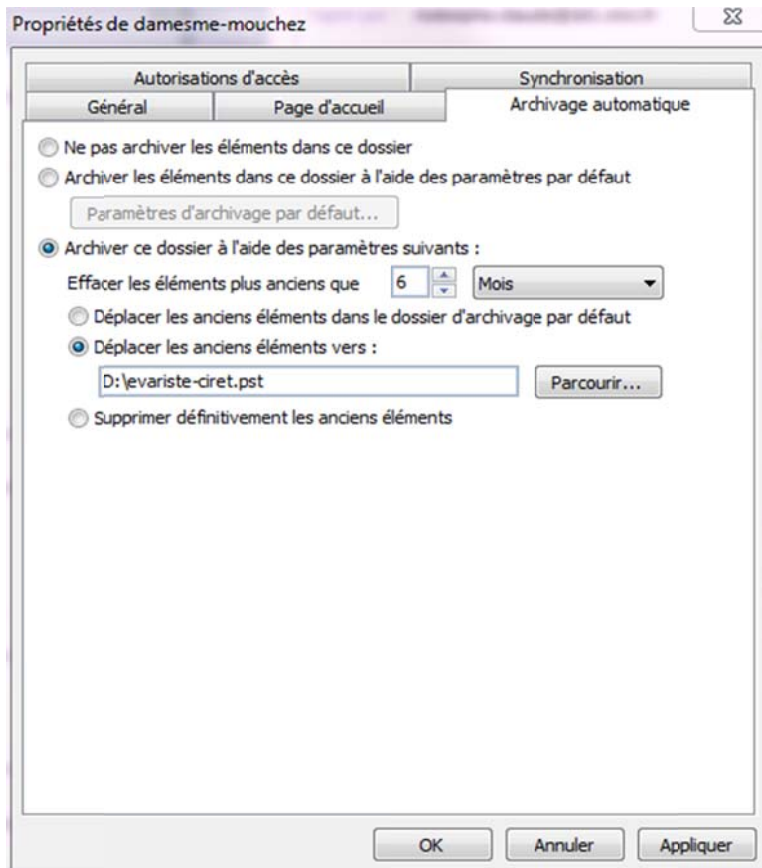 Propriétés de damesme-mouchez
Autorisations d'accès Synchronisation
Général Page d'accueil Archivage automatique
Ne pas archiver les éléments dans ce dossier
Archiver les éléments dans ce dossier à l'aide des paramètres par défaut
Paramètres d'archivage par défaut...
Archiver ce dossier à l'aide des paramètres suivants :
Effacer les éléments plus anciens que 6 Mois
Déplacer les anciens éléments dans le dossier d'archivage par défaut
Déplacer les anciens éléments vers :
D:\evariste-ciret.pst Parcourir...
Supprimer définitivement les anciens éléments
OK Annuler Appliquer